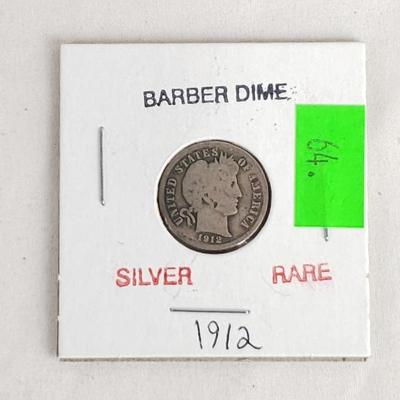 BARBER DIME
64.
UNITED STATES OF AMERICA
1912
SILVER RARE
1912